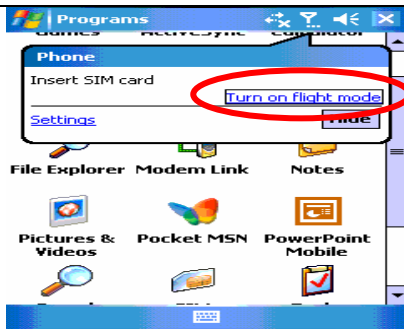 Programs
Games ActiveSync Calculator
Phone
Insert SIM card
Turn on flight mode
Settings Hide
File Explorer Modem Link Notes
Pictures & Videos Pocket MSN PowerPoint Mobile